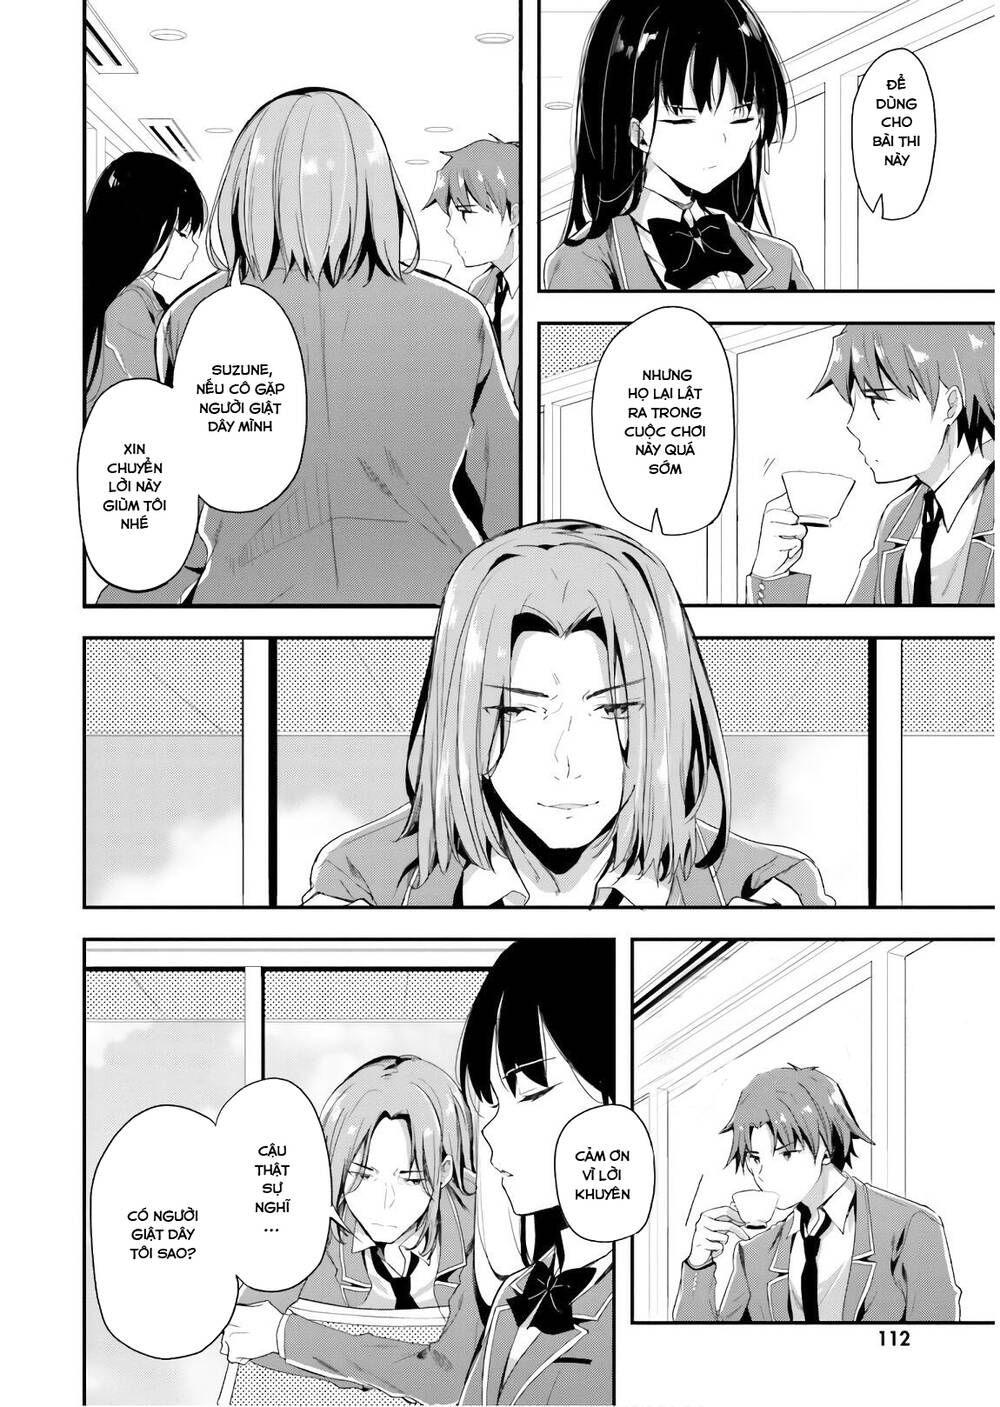 ĐỂ
DÙNG
CHO
BÀI THI
NÀY
NHƯNG
HỌ LẠI LẬT
RA TRONG
CUỘC CHƠI
NÀY QUÁ
SỚM
SUZUNE,
NẾU CÔ GẶP
NGƯỜI GIẬT
DÂY MÌNH
XIN
CHUYỂN
LỜI NÀY
GIÙM TÔI
NHÉ
CẢM ƠN
VÌ LỜI
KHUYÊN
CẬU
THẬT
SỰ
NGHĨ
...
CÓ NGƯỜI
GIẬT DÂY
TÔI SAO?
112